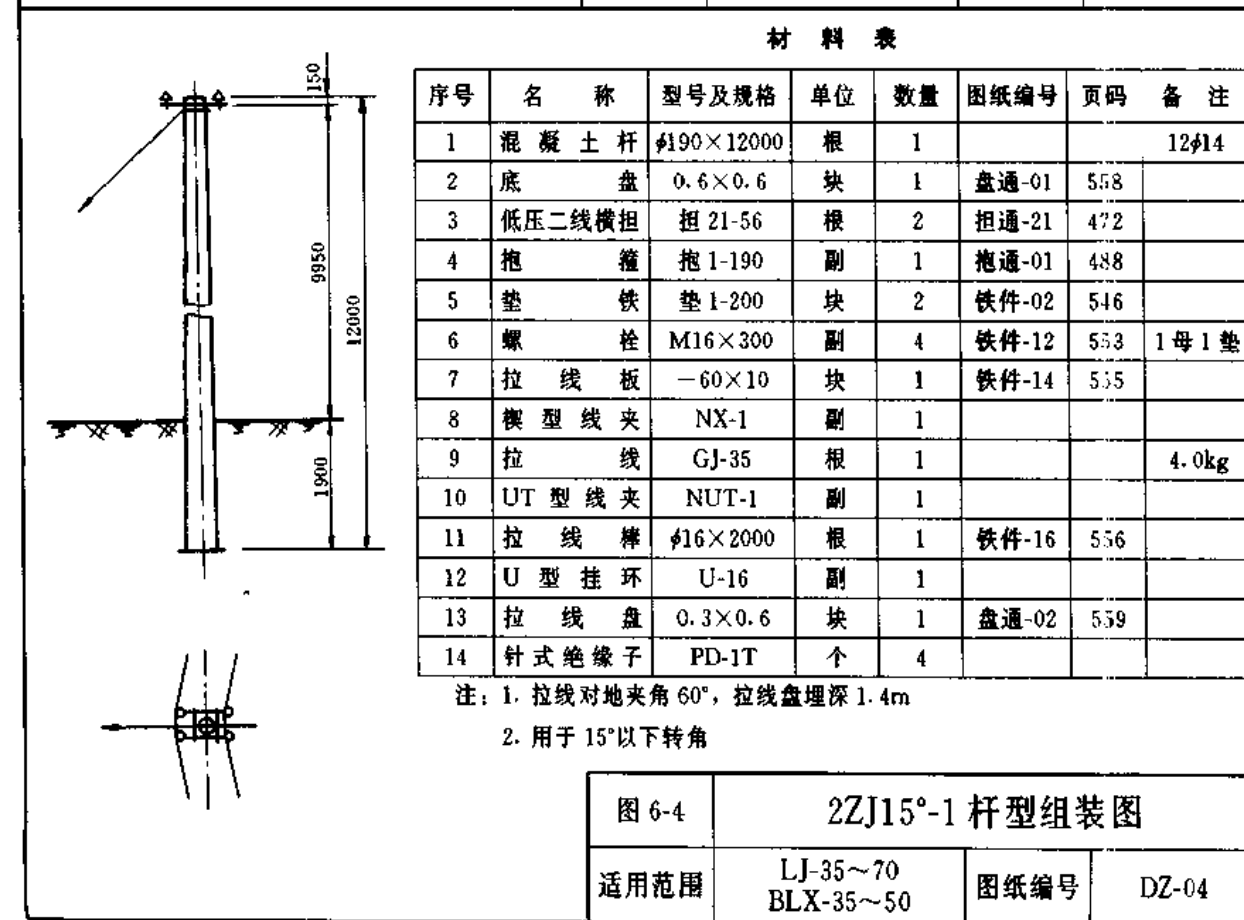 材 料 表
序号 名 称 型号及规格 单位 数量 图纸编号 页码 备 注
1 混凝土杆 ϕ190×12000 根 1 12ϕ14
2 底盘 0.6×0.6 块 1 盘通-01 558
3 低压二线横担 担 21-56 根 2 担通-21 472
4 抱箍 抱 1-190 副 1 抱通-01 488
5 垫铁 垫 1-200 块 2 铁件-02 546
6 螺栓 M16×300 副 4 铁件-12 553 1母1垫
7 拉线板 -60×10 块 1 铁件-14 555
8 楔型线夹 NX-1 副 1
9 拉线 GJ-35 根 1 4.0kg
10 UT型线夹 NUT-1 副 1
11 拉线棒 ϕ16×2000 根 1 铁件-16 556
12 U型挂环 U-16 副 1
13 拉线盘 0.3×0.6 块 1 盘通-02 559
14 针式绝缘子 PD-1T 个 4
注：1. 拉线对地夹角 60°，拉线盘埋深 1.4m
2. 用于 15°以下转角
150
9950
12000
1900
图 6-4 2ZJ15°-1 杆型组装图
适用范围 LJ-35～70
BLX-35～50 图纸编号 DZ-04